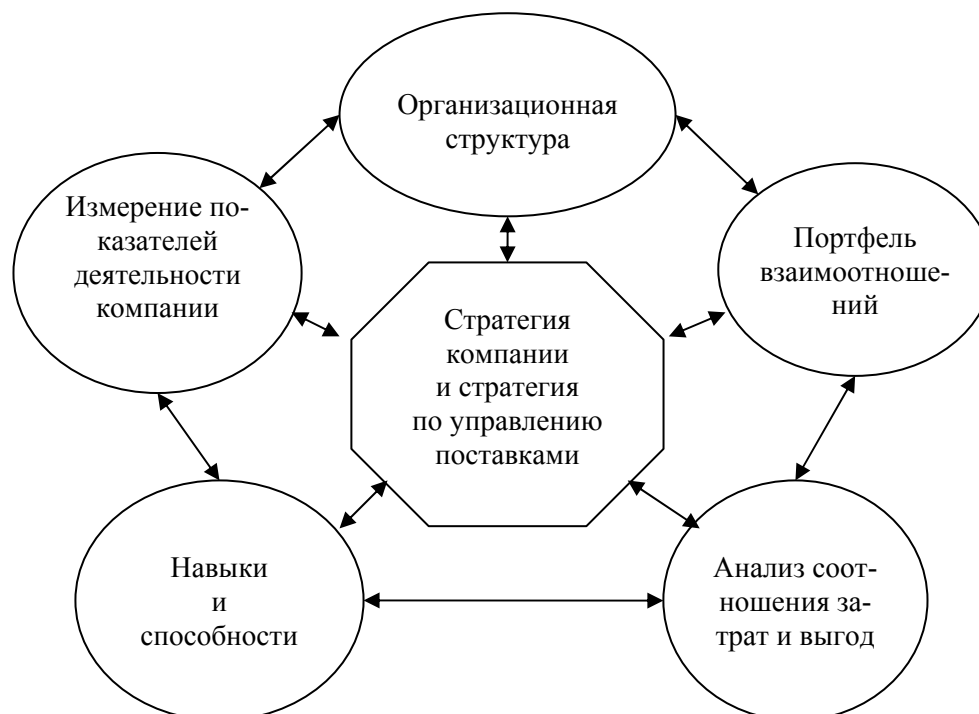 Организационная
структура
Измерение по-
казателей
деятельности
компании
Портфель
взаимоотноше-
ний
Стратегия
компании
и стратегия
по управлению
поставками
Навыки
и
способности
Анализ соот-
ношения за-
трат и выгод